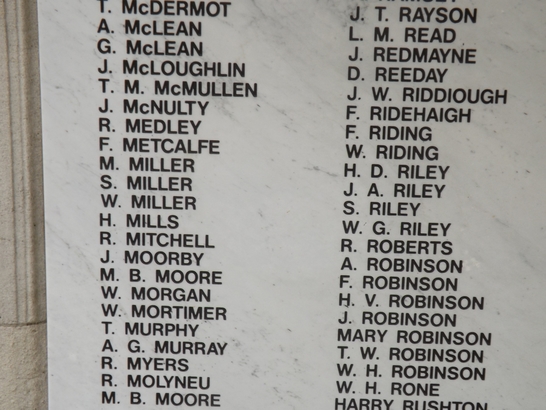 T. McDERMOT
A. McLEAN
G. McLEAN
J. McLOUGHLIN
T. M. McMULLEN
J. McNULTY
R. MEDLEY
F. METCALFE
M. MILLER
S. MILLER
W. MILLER
H. MILLS
R. MITCHELL
J. MOORBY
M. B. MOORE
W. MORGAN
W. MORTIMER
T. MURPHY
A. G. MURRAY
R. MYERS
R. MOLYNEU
M. B. MOORE
J. T. RAYSON
L. M. READ
J. REDMAYNE
D. REEDAY
J. W. RIDDIOUGH
F. RIDEHAIGH
F. RIDING
W. RIDING
H. D. RILEY
J. A. RILEY
S. RILEY
W. G. RILEY
R. ROBERTS
A. ROBINSON
F. ROBINSON
H. V. ROBINSON
J. ROBINSON
MARY ROBINSON
T. W. ROBINSON
W. H. ROBINSON
W. H. RONE
HARRY RUSHTON